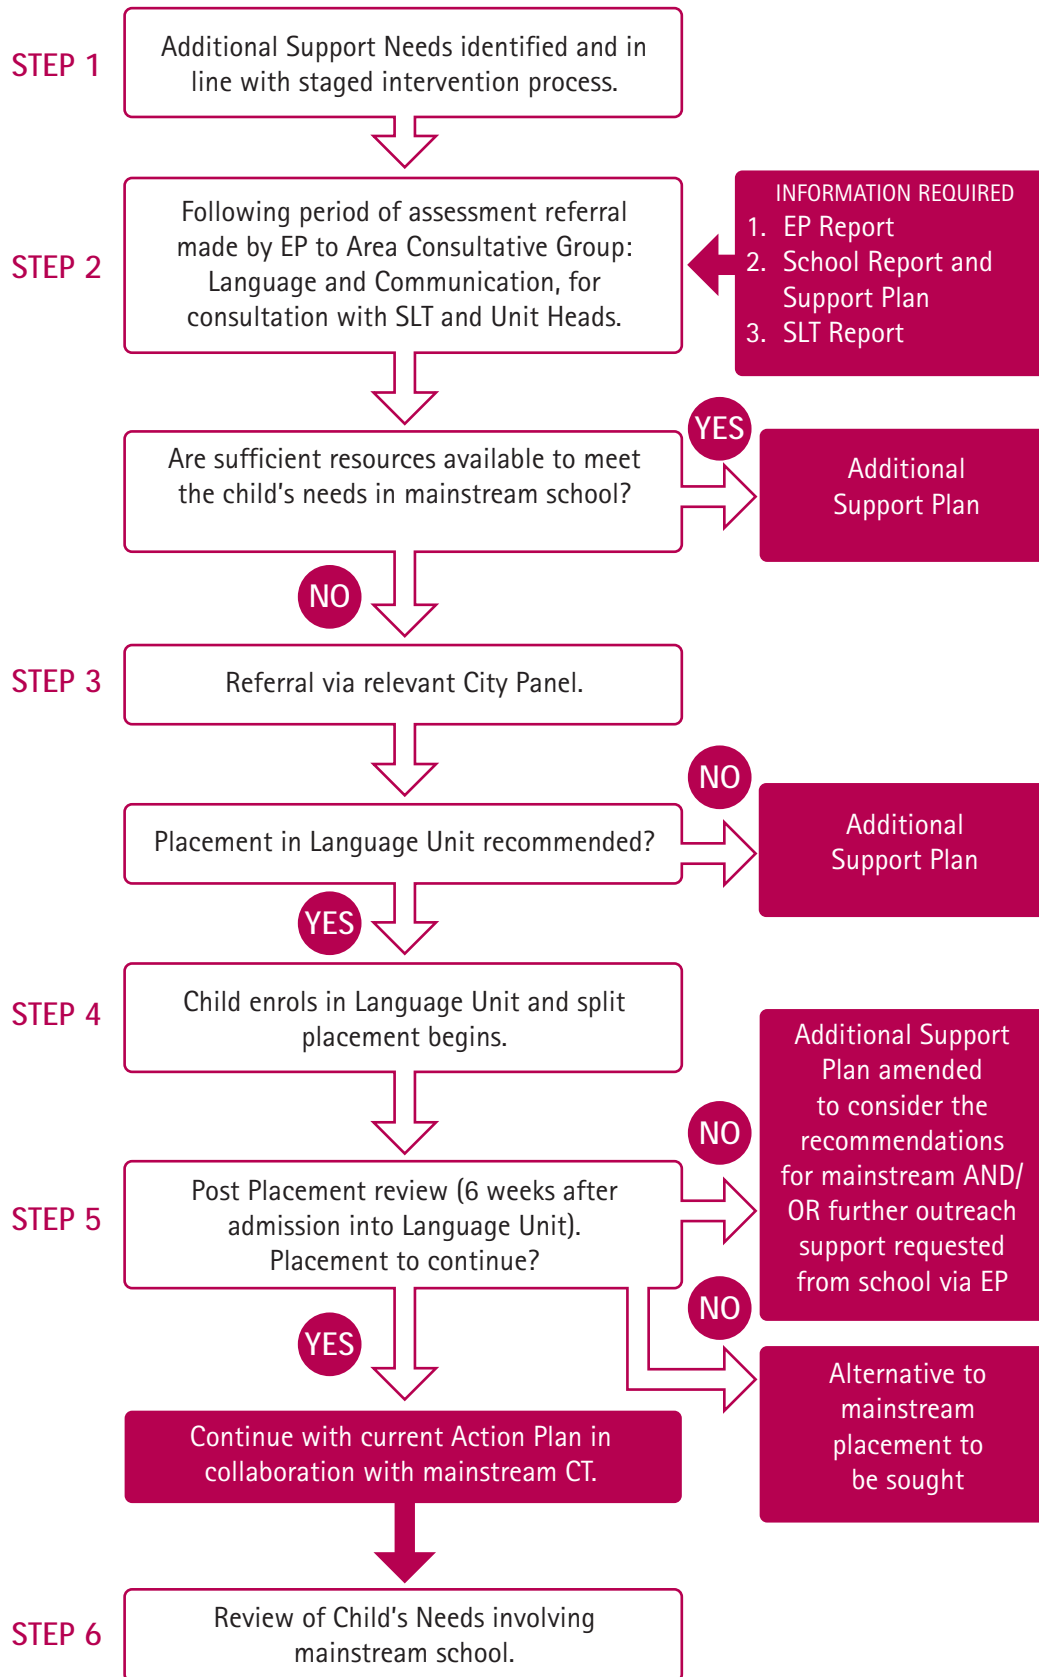 STEP 1
Additional Support Needs identified and in
line with staged intervention process.
STEP 2
Following period of assessment referral
made by EP to Area Consultative Group:
Language and Communication, for
consultation with SLT and Unit Heads.
INFORMATION REQUIRED
1. EP Report
2. School Report and
Support Plan
3. SLT Report
Are sufficient resources available to meet
the child's needs in mainstream school?
YES
Additional
Support Plan
NO
STEP 3
Referral via relevant City Panel.
Placement in Language Unit recommended?
NO
Additional
Support Plan
YES
STEP 4
Child enrols in Language Unit and split
placement begins.
STEP 5
Post Placement review (6 weeks after
admission into Language Unit).
Placement to continue?
NO
Additional Support
Plan amended
to consider the
recommendations
for mainstream AND/
OR further outreach
support requested
from school via EP
NO
Alternative to
mainstream
placement to
be sought
YES
Continue with current Action Plan in
collaboration with mainstream CT.
STEP 6
Review of Child's Needs involving
mainstream school.